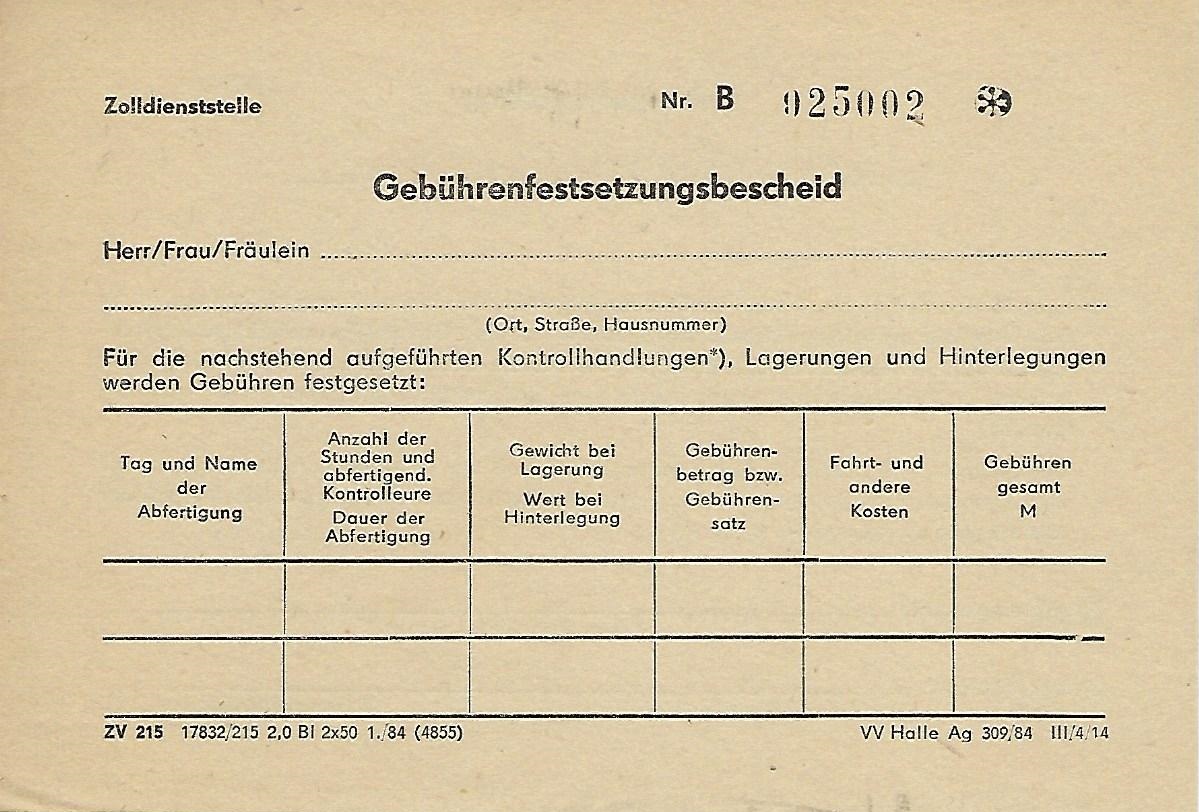 Zolldienststelle
Nr. B 025002
Gebührenfestsetzungsbescheid
Herr/Frau/Fräulein
(Ort, Straße, Hausnummer)
Für die nachstehend aufgeführten Kontrollhandlungen*), Lagerungen und Hinterlegungen
werden Gebühren festgesetzt:
Tag und Name
der
Abfertigung
Anzahl der
Stunden und
abfertigend.
Kontrolleure
Dauer der
Abfertigung
Gewicht bei
Lagerung
Wert bei
Hinterlegung
Gebühren-
betrag bzw.
Gebühren-
satz
Fahrt- und
andere
Kosten
Gebühren
gesamt
M
ZV 215 17832/215 2,0 Bl 2x50 1./84 (4855)
VV Halle Ag 309/84 III/4/14